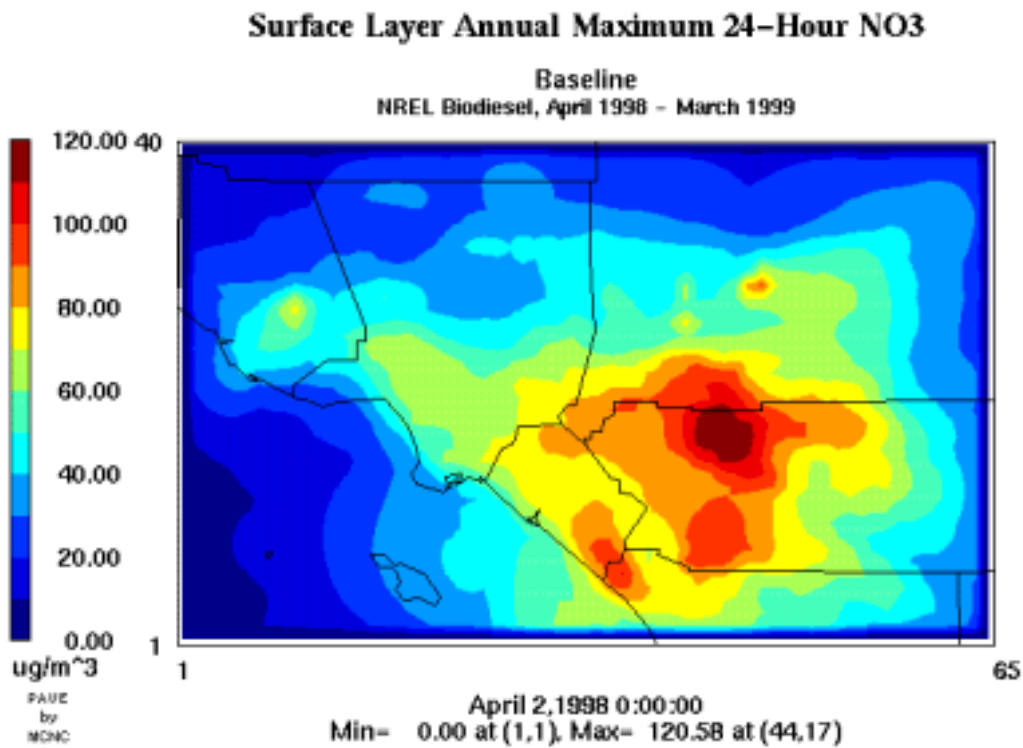 Surface Layer Annual Maximum 24-Hour NO3
Baseline
NREL Biodiesel, April 1998 - March 1999
120.00
100.00
80.00
60.00
40.00
20.00
0.00
ug/m^3
PAVE
by
MCNC
40
1
1
65
April 2,1998 0:00:00
Min= 0.00 at (1,1), Max= 120.58 at (44,17)